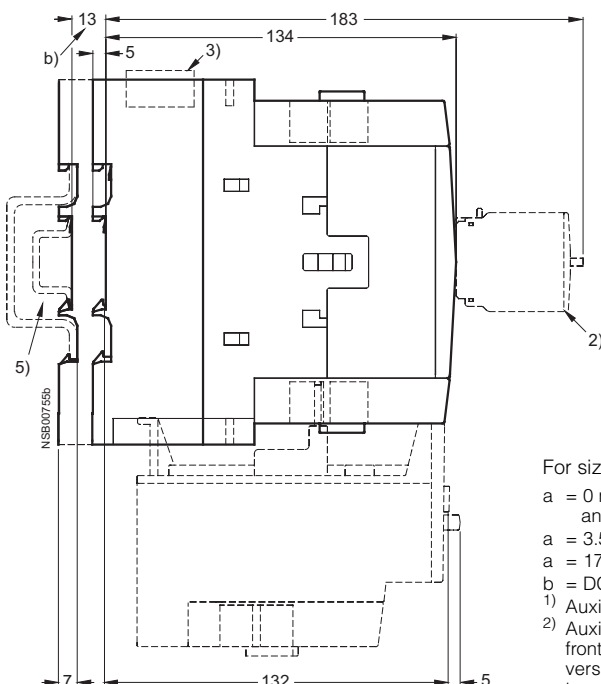 13
183
134
b)
5
3)
5)
2)
NSB00755b
For siz
a = 0
an
a = 3.5
a = 17
b = DC
1) Auxi
2) Auxi
front
vers
7
132
5